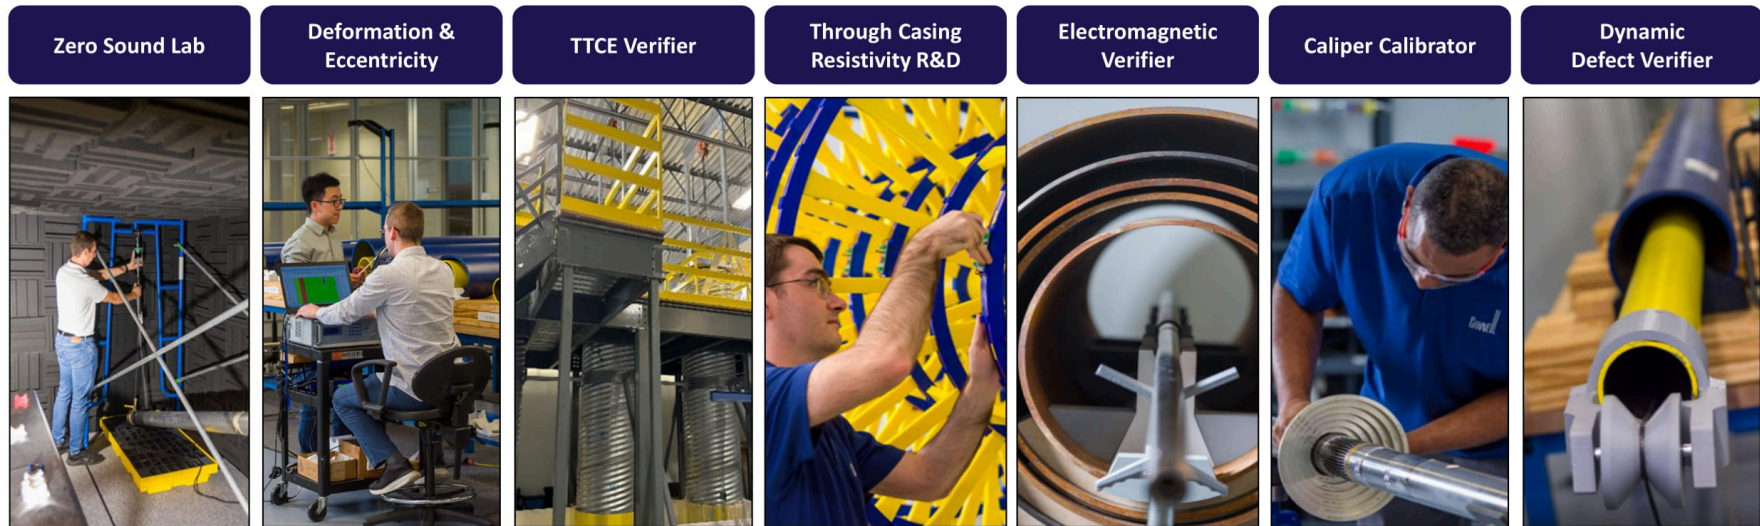 Zero Sound Lab
Deformation &
Eccentricity
TTCE Verifier
Through Casing
Resistivity R&D
Electromagnetic
Verifier
Caliper Calibrator
Dynamic
Defect Verifier